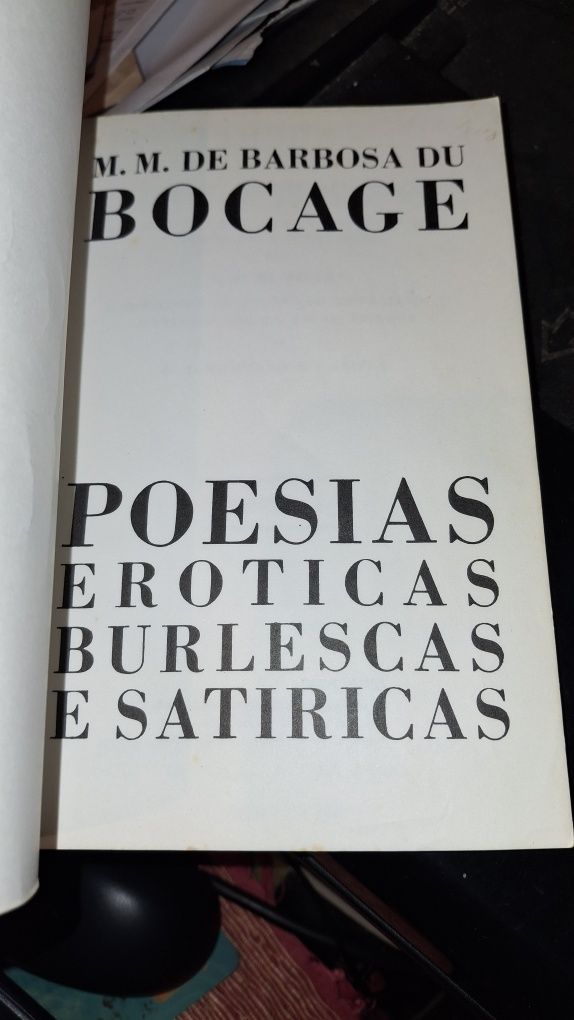 M. M. DE BARBOSA DU
BOCAGE
POESIAS
EROTICAS
BURLESCAS
E SATIRICAS